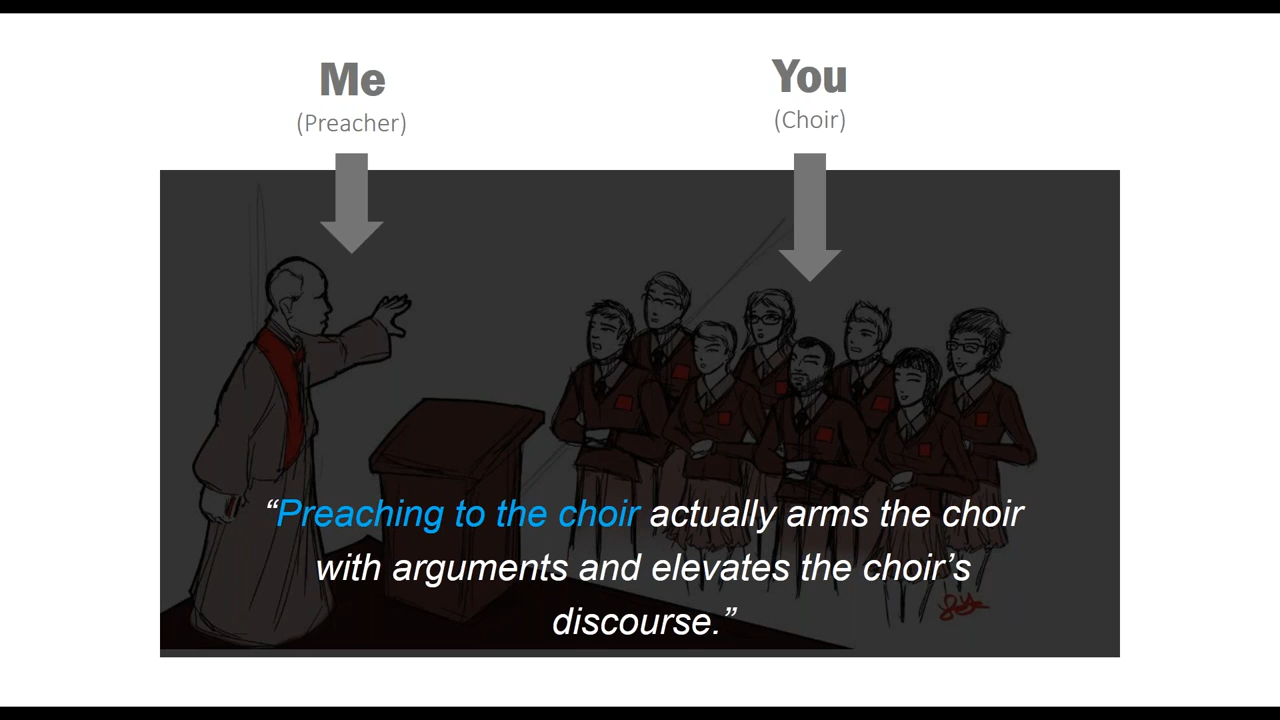 Me
(Preacher)
You
(Choir)
“Preaching to the choir actually arms the choir
with arguments and elevates the choir’s
discourse.”